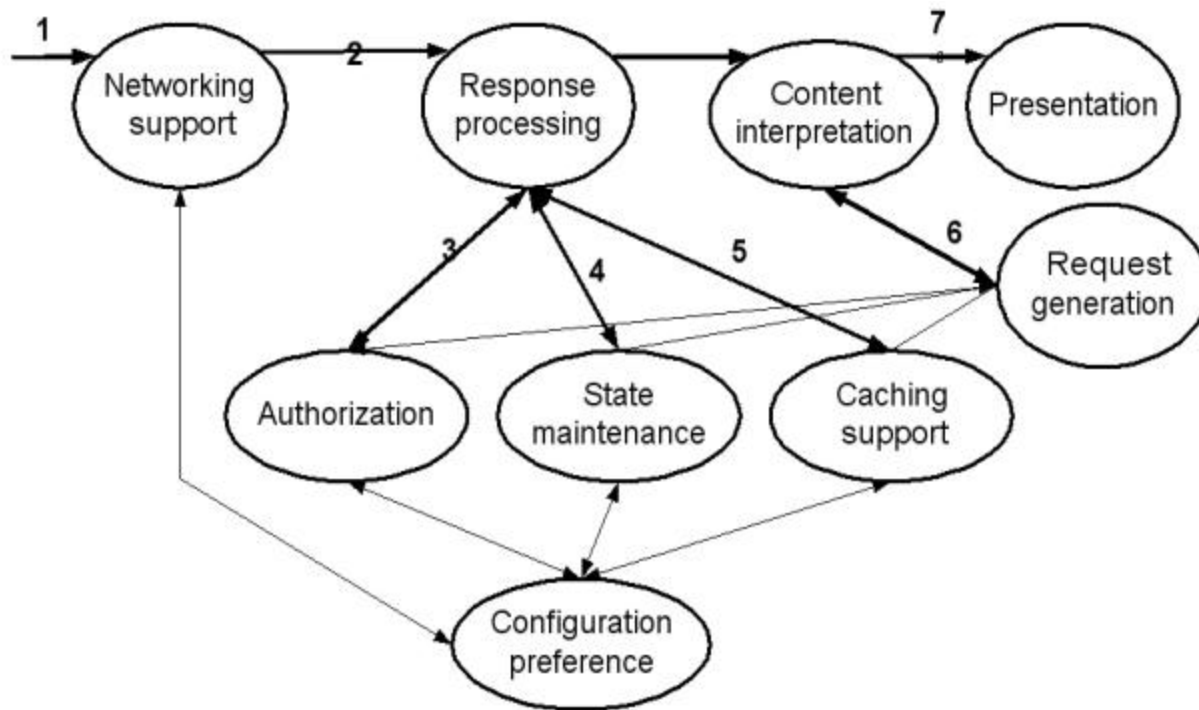 1
2
7
Networking
support
Response
processing
Content
interpretation
Presentation
3
4
5
6
Request
generation
Authorization
State
maintenance
Caching
support
Configuration
preference